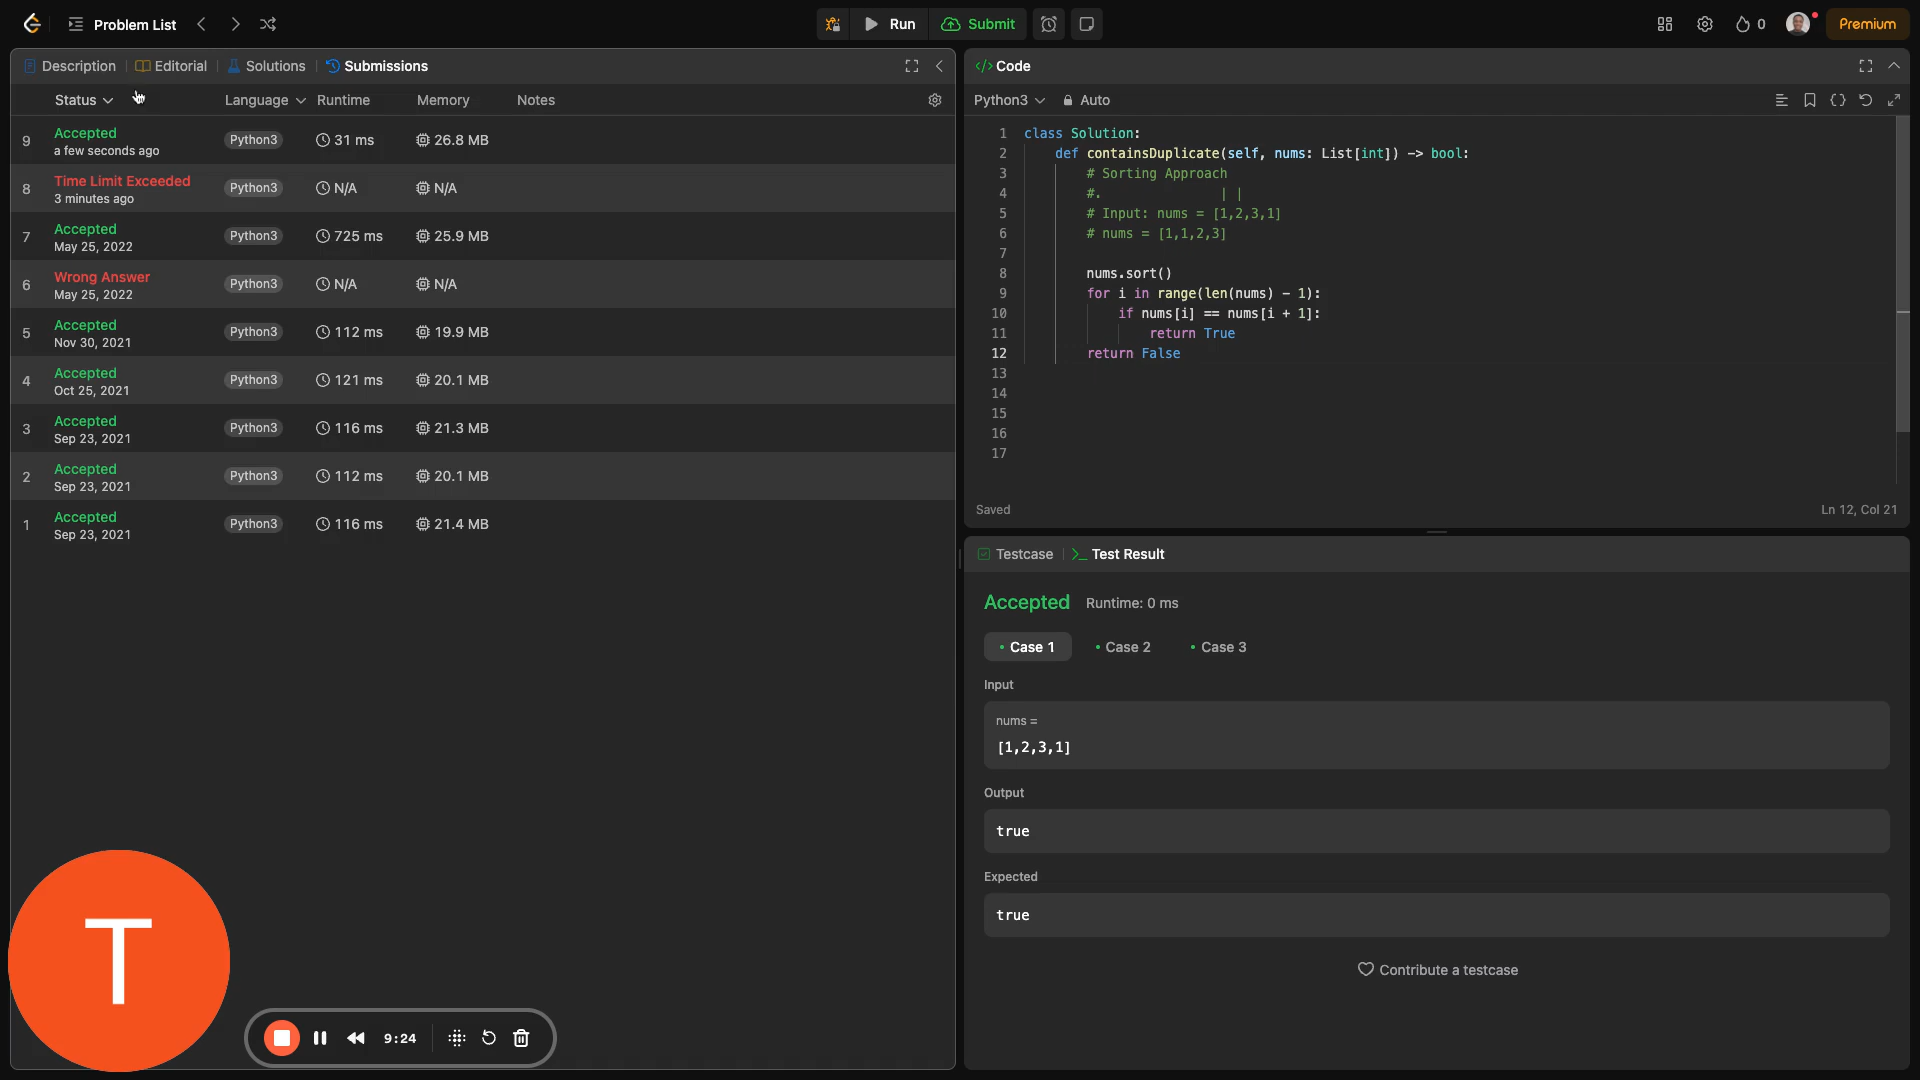 Problem List
Run
Submit
0
Premium
Description
Editorial
Solutions
Submissions
Status
Language
Runtime
Memory
Notes
9
Accepted
a few seconds ago
Python3
31 ms
26.8 MB
8
Time Limit Exceeded
3 minutes ago
Python3
N/A
N/A
7
Accepted
May 25, 2022
Python3
725 ms
25.9 MB
6
Wrong Answer
May 25, 2022
Python3
N/A
N/A
5
Accepted
Nov 30, 2021
Python3
112 ms
19.9 MB
4
Accepted
Oct 25, 2021
Python3
121 ms
20.1 MB
3
Accepted
Sep 23, 2021
Python3
116 ms
21.3 MB
2
Accepted
Sep 23, 2021
Python3
112 ms
20.1 MB
1
Accepted
Sep 23, 2021
Python3
116 ms
21.4 MB
T
9:24
</> Code
Python3
Auto
1 class Solution:
2 def containsDuplicate(self, nums: List[int]) -> bool:
3 # Sorting Approach
4 #. | |
5 # Input: nums = [1,2,3,1]
6 # nums = [1,1,2,3]
7
8 nums.sort()
9 for i in range(len(nums) - 1):
10 if nums[i] == nums[i + 1]:
11 return True
12 return False
13
14
15
16
17
Saved
Ln 12, Col 21
Testcase
>_ Test Result
Accepted
Runtime: 0 ms
Case 1
Case 2
Case 3
Input
nums =
[1,2,3,1]
Output
true
Expected
true
Contribute a testcase